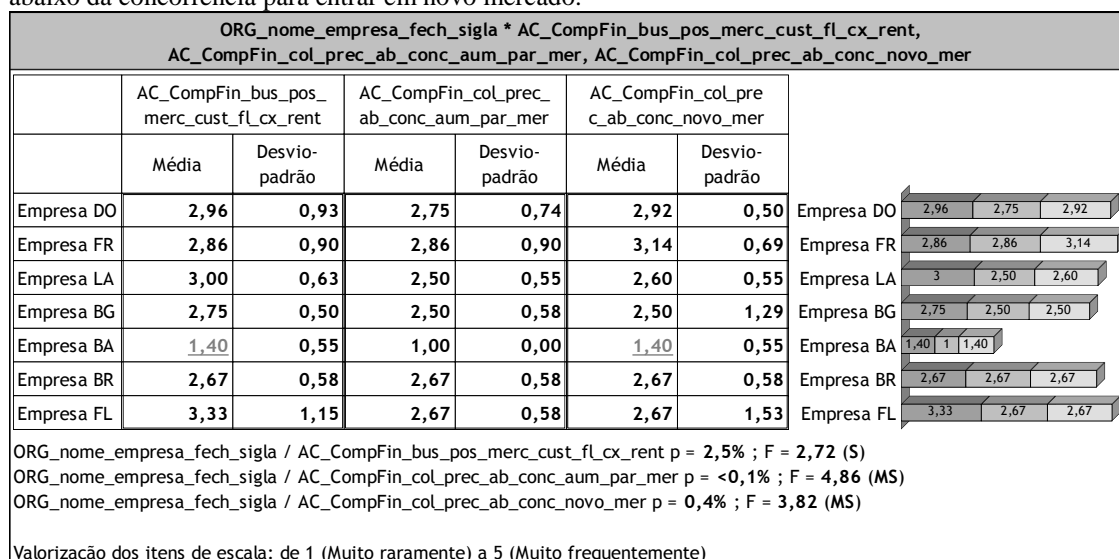 abaixo da concorrência para entrar em novo mercado.
ORG_nome_empresa_fech_sigla * AC_CompFin_bus_pos_merc_cust_fl_cx_rent,
AC_CompFin_col_prec_ab_conc_aum_par_mer, AC_CompFin_col_prec_ab_conc_novo_mer
AC_CompFin_bus_pos_ AC_CompFin_col_prec_ AC_CompFin_col_pre
merc_cust_fl_cx_rent ab_conc_aum_par_mer c_ab_conc_novo_mer
Média Desvio- Média Desvio- Média Desvio-
padrão padrão padrão
Empresa DO 2,96 0,93 2,75 0,74 2,92 0,50 Empresa DO 2,96 2,75 2,92
Empresa FR 2,86 0,90 2,86 0,90 3,14 0,69 Empresa FR 2,86 2,86 3,14
Empresa LA 3,00 0,63 2,50 0,55 2,60 0,55 Empresa LA 3 2,50 2,60
Empresa BG 2,75 0,50 2,50 0,58 2,50 1,29 Empresa BG 2,75 2,50 2,50
Empresa BA 1,40 0,55 1,00 0,00 1,40 0,55 Empresa BA 1,40 1 1,40
Empresa BR 2,67 0,58 2,67 0,58 2,67 0,58 Empresa BR 2,67 2,67 2,67
Empresa FL 3,33 1,15 2,67 0,58 2,67 1,53 Empresa FL 3,33 2,67 2,67
ORG_nome_empresa_fech_sigla / AC_CompFin_bus_pos_merc_cust_fl_cx_rent p = 2,5% ; F = 2,72 (S)
ORG_nome_empresa_fech_sigla / AC_CompFin_col_prec_ab_conc_aum_par_mer p = <0,1% ; F = 4,86 (MS)
ORG_nome_empresa_fech_sigla / AC_CompFin_col_prec_ab_conc_novo_mer p = 0,4% ; F = 3,82 (MS)
Valorização dos itens de escala: de 1 (Muito raramente) a 5 (Muito frequentemente)